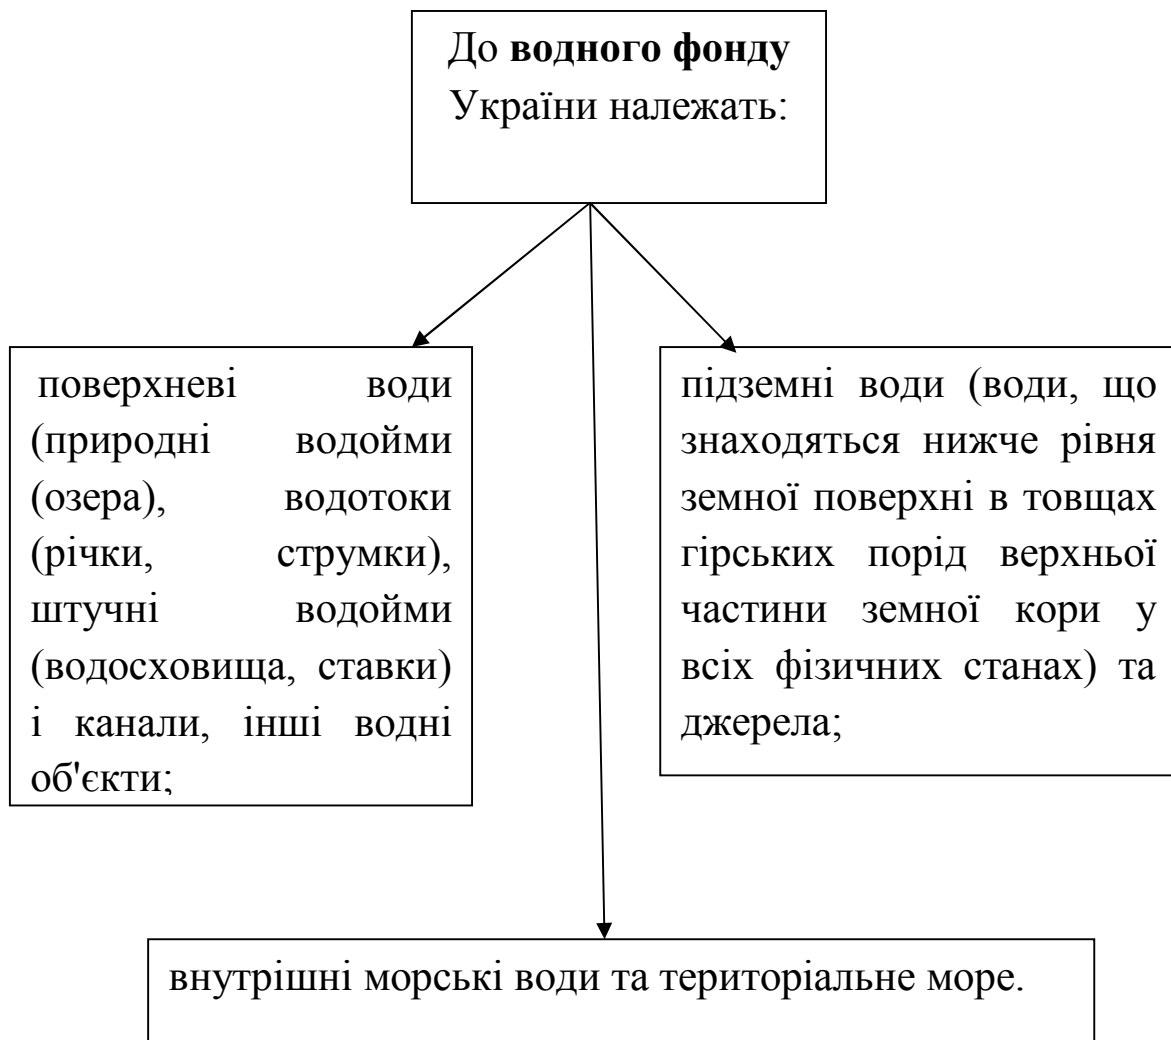 До водного фонду
України належать:
поверхневі води
(природні водойми
(озера), водотоки
(річки, струмки),
штучні водойми
(водосховища, ставки)
і канали, інші водні
об'єкти;
підземні води (води, що
знаходяться нижче рівня
земної поверхні в товщах
гірських порід верхньої
частини земної кори у
всіх фізичних станах) та
джерела;
внутрішні морські води та територіальне море.